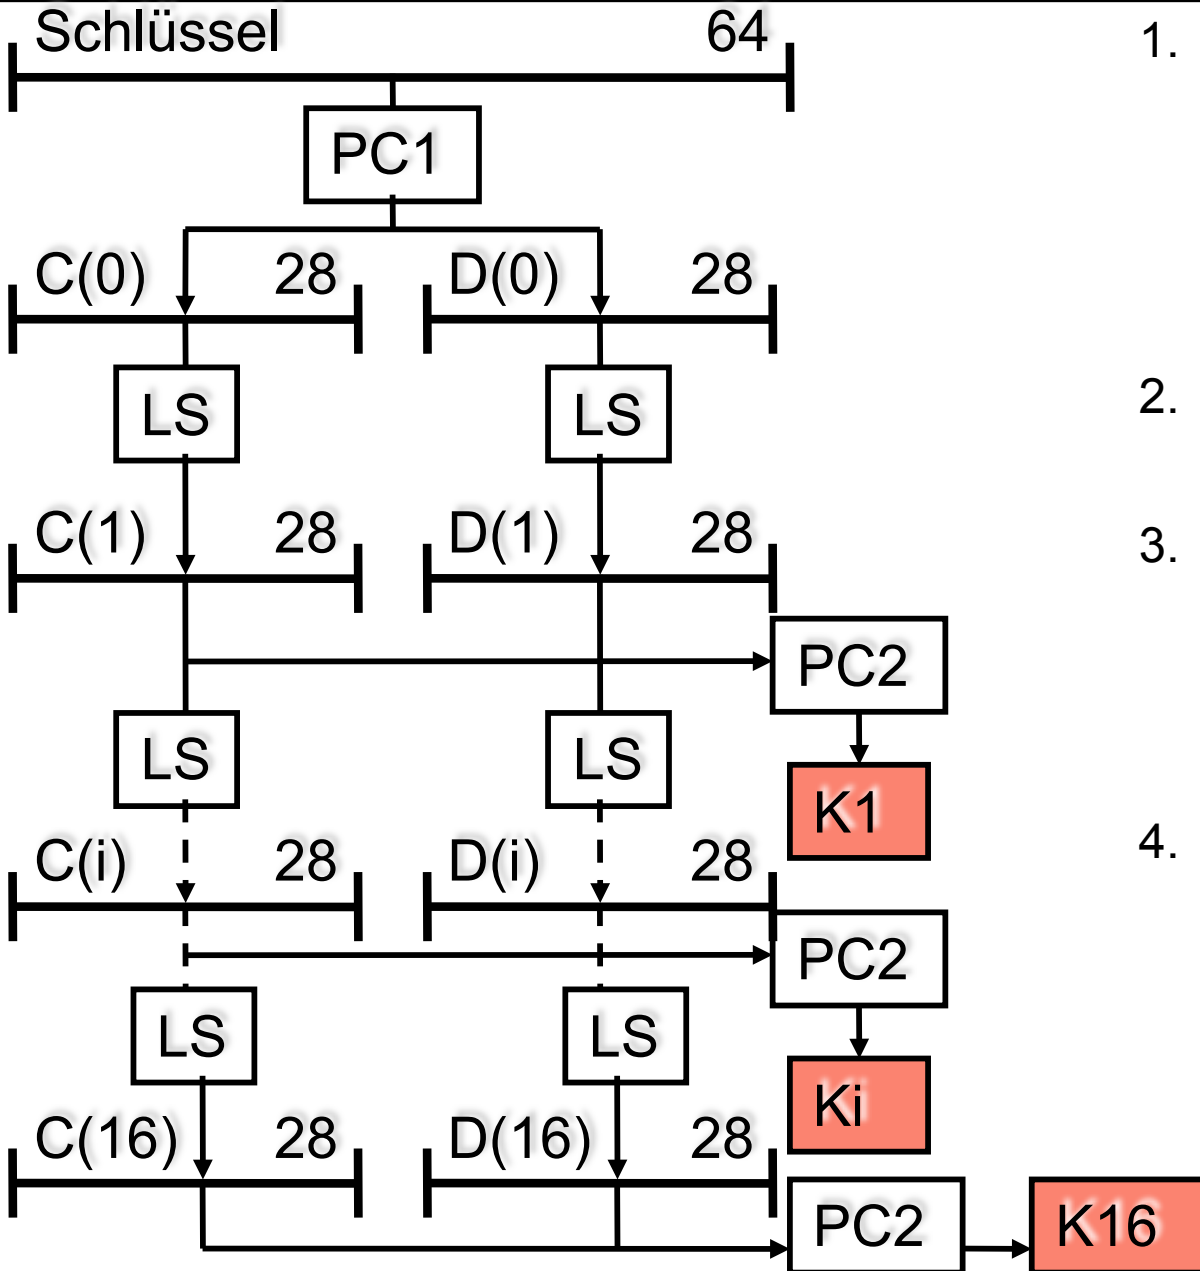 Schlüssel 64
1.
PC1
C(0) 28 D(0) 28
LS LS
2.
C(1) 28 D(1) 28
3.
PC2
LS LS
K1
C(i) 28 D(i) 28
4.
PC2
LS LS
Ki
C(16) 28 D(16) 28
PC2 K16